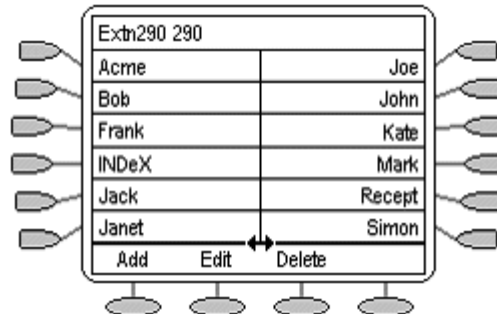 Extn290 290
Acme Joe
Bob John
Frank Kate
INDeX Mark
Jack Recept
Janet Simon
Add Edit Delete